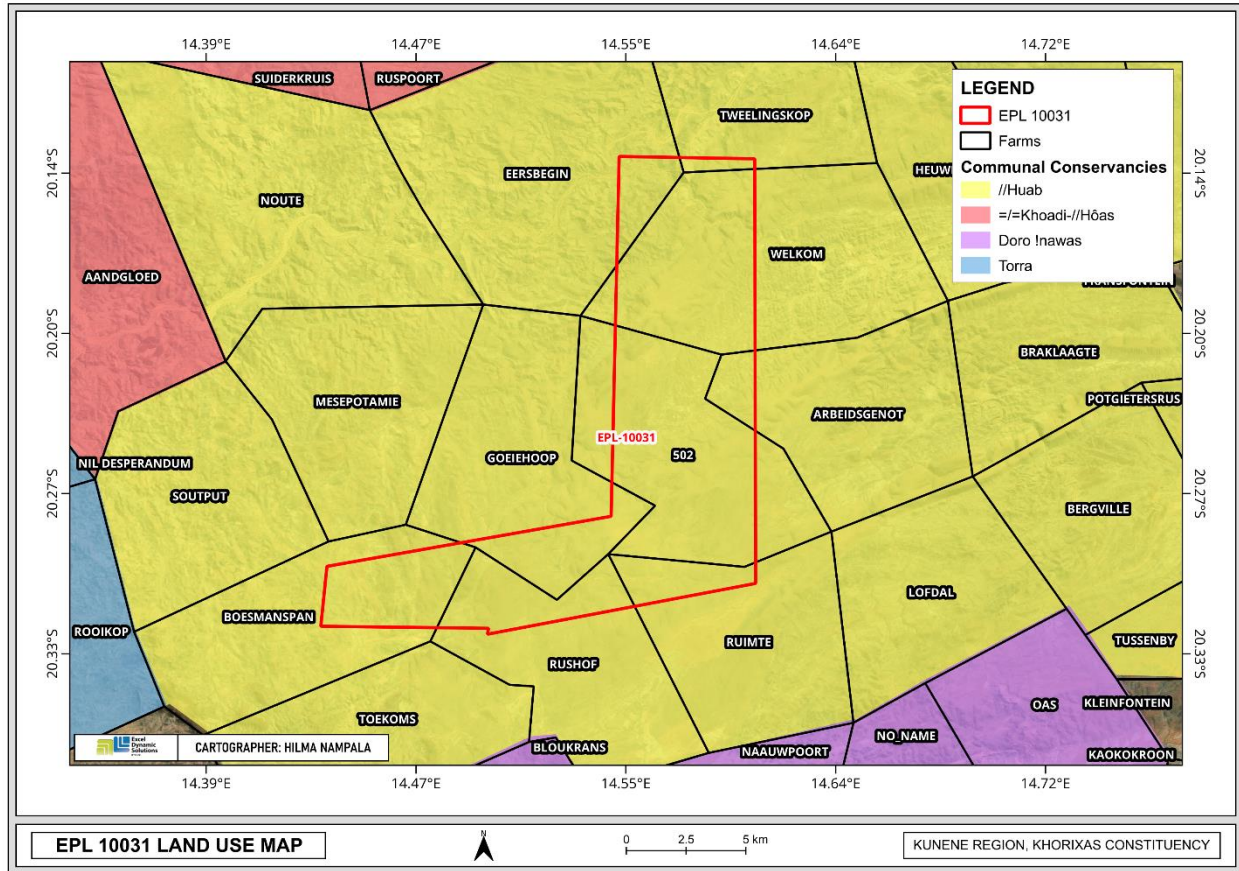 14.39°E 14.47°E 14.55°E 14.64°E 14.72°E
SUIDERKRUIS
RUSPOORT
TWEELINGSKOP
LEGEND
EPL 10031
Farms
Communal Conservancies
//Huab
=/=Khoadi-//Hôas
Doro !nawas
Torra
20.14°S
20.14°S
EERSBEGIN
NOUTE
WELKOM
AANDGLOED
20.20°S
20.20°S
BRAKLAAGTE
MESEPOTAMIE
POTGIETERSRUS
ARBEIDSGENOT
EPL-10031
GOEIEHOOP
502
NIL DESPERANDUM
SOUTPUT
20.27°S
20.27°S
BERGVILLE
LOFDAL
BOESMANSPAN
ROOIKOP
RUIMTE
TUSSENBY
20.33°S
20.33°S
RUSHOF
OAS
KLEINFONTEIN
TOEKOMS
NO_NAME
BLOUKRANS
NAAUWPOORT
KAOKOKROON
Excel
Dynamic
Solutions
CARTOGRAPHER: HILMA NAMPALA
14.39°E 14.47°E 14.55°E 14.64°E 14.72°E
EPL 10031 LAND USE MAP
N
0 2.5 5 km
KUNENE REGION, KHORIXAS CONSTITUENCY